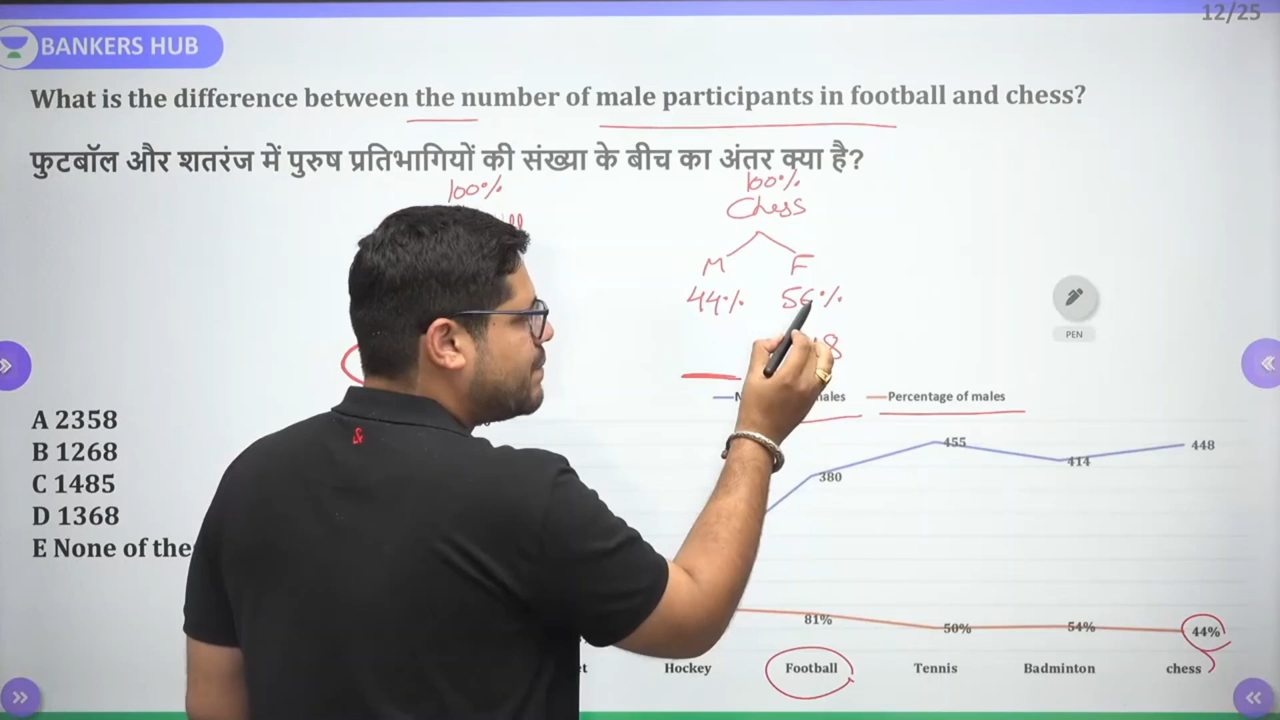 12/25
BANKERS HUB
What is the difference between the number of male participants in football and chess?
फुटबॉल और शतरंज में पुरुष प्रतिभागियों की संख्या के बीच का अंतर क्या है?
100%
100%
Chess
M F
44% 56%
PEN
Percentage of males
A 2358
B 1268
C 1485
D 1368
E None of the
455
448
414
380
81%
50%
54%
44%
Hockey
Football
Tennis
Badminton
chess